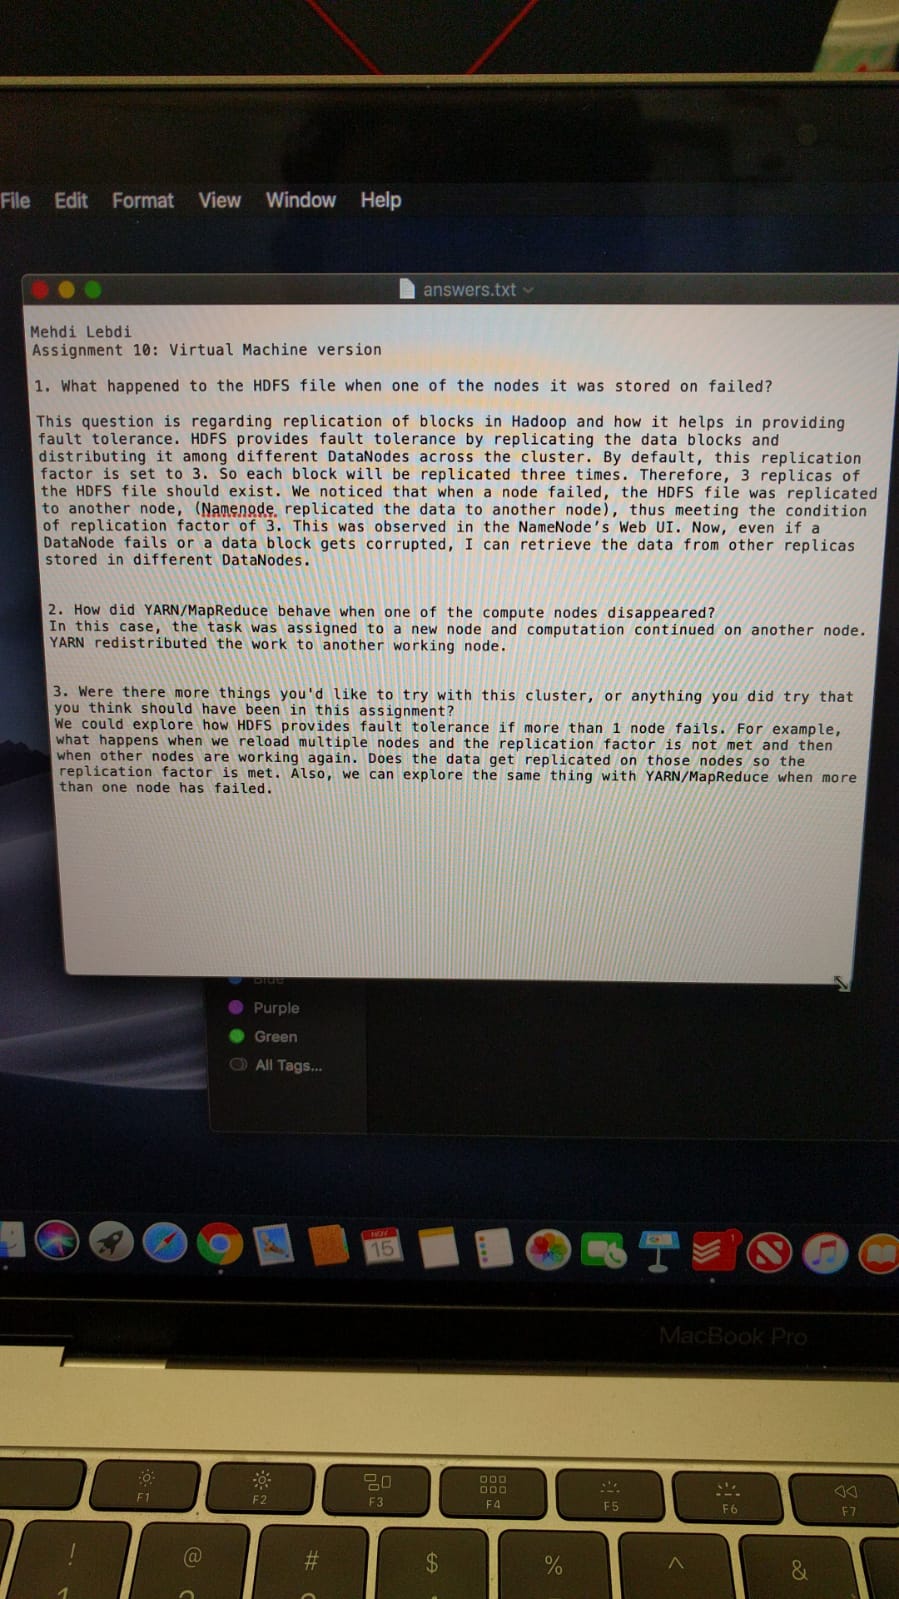 File Edit Format View Window Help
answers.txt
Mehdi Lebdi
Assignment 10: Virtual Machine version
1. What happened to the HDFS file when one of the nodes it was stored on failed?
This question is regarding replication of blocks in Hadoop and how it helps in providing
fault tolerance. HDFS provides fault tolerance by replicating the data blocks and
distributing it among different DataNodes across the cluster. By default, this replication
factor is set to 3. So each block will be replicated three times. Therefore, 3 replicas of
the HDFS file should exist. We noticed that when a node failed, the HDFS file was replicated
to another node, (Namenode replicated the data to another node), thus meeting the condition
of replication factor of 3. This was observed in the NameNode's Web UI. Now, even if a
DataNode fails or a data block gets corrupted, I can retrieve the data from other replicas
stored in different DataNodes.
2. How did YARN/MapReduce behave when one of the compute nodes disappeared?
In this case, the task was assigned to a new node and computation continued on another node.
YARN redistributed the work to another working node.
3. Were there more things you'd like to try with this cluster, or anything you did try that
you think should have been in this assignment?
We could explore how HDFS provides fault tolerance if more than 1 node fails. For example,
what happens when we reload multiple nodes and the replication factor is not met and then
when other nodes are working again. Does the data get replicated on those nodes so the
replication factor is met. Also, we can explore the same thing with YARN/MapReduce when more
than one node has failed.
Blue
Purple
Green
All Tags...
NOV
15
1
MacBook Pro
F1 F2 F3 F4 F5 F6 F7
! @ # $ % ^ &